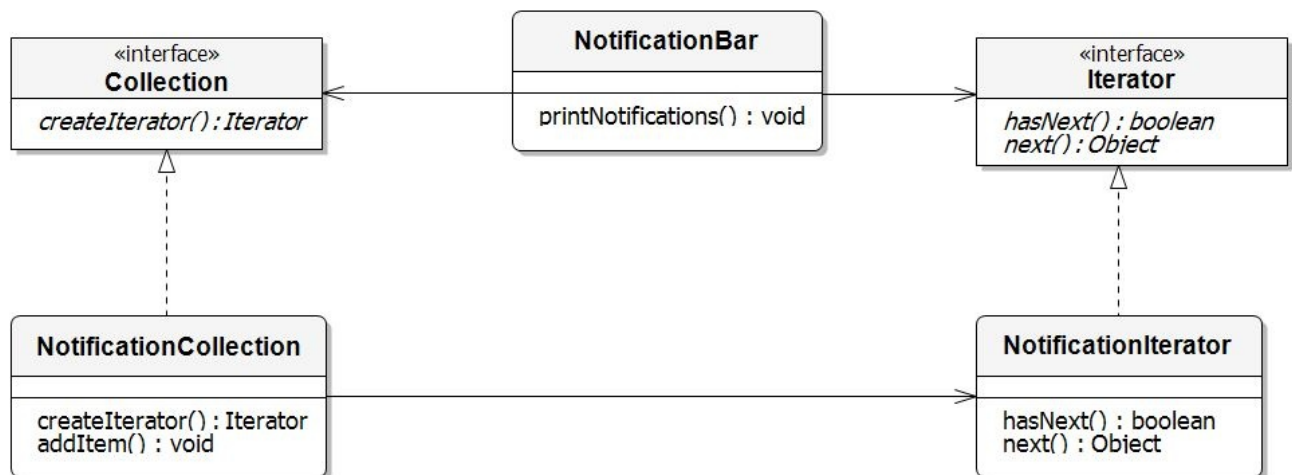 «interface»
Collection
createIterator() : Iterator
NotificationBar
printNotifications() : void
«interface»
Iterator
hasNext() : boolean
next() : Object
NotificationCollection
createIterator() : Iterator
addItem() : void
NotificationIterator
hasNext() : boolean
next() : Object